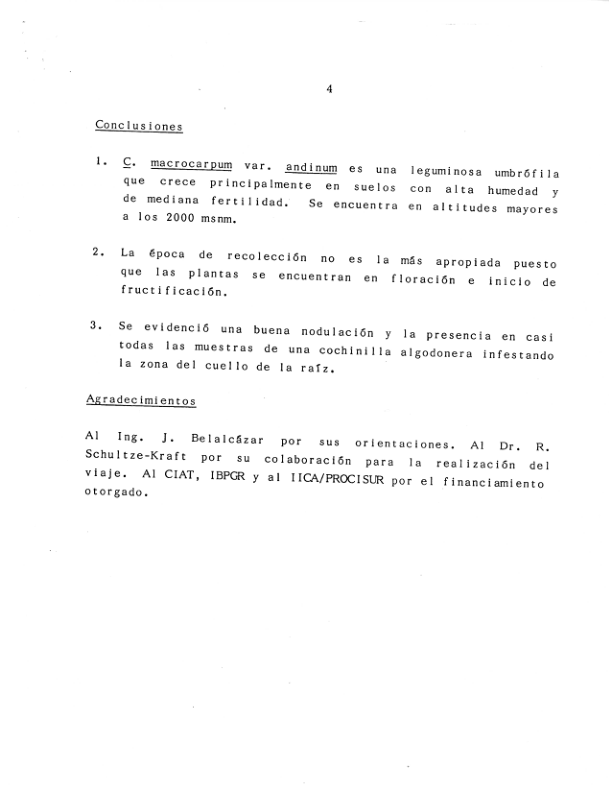 4
Conclusiones
1. C. macrocarpum var. andinum es una leguminosa umbrófila
que crece principalmente en suelos con alta humedad y
de mediana fertilidad. Se encuentra en altitudes mayores
a los 2000 msnm.
2. La época de recolección no es la más apropiada puesto
que las plantas se encuentran en floración e inicio de
fructificación.
3. Se evidenció una buena nodulación y la presencia en casi
todas las muestras de una cochinilla algodonera infestando
la zona del cuello de la raíz.
Agradecimientos
Al Ing. J. Belalcázar por sus orientaciones. Al Dr. R.
Schultze-Kraft por su colaboración para la realización del
viaje. Al CIAT, IBPGR y al IICA/PROCISUR por el financiamiento
otorgado.